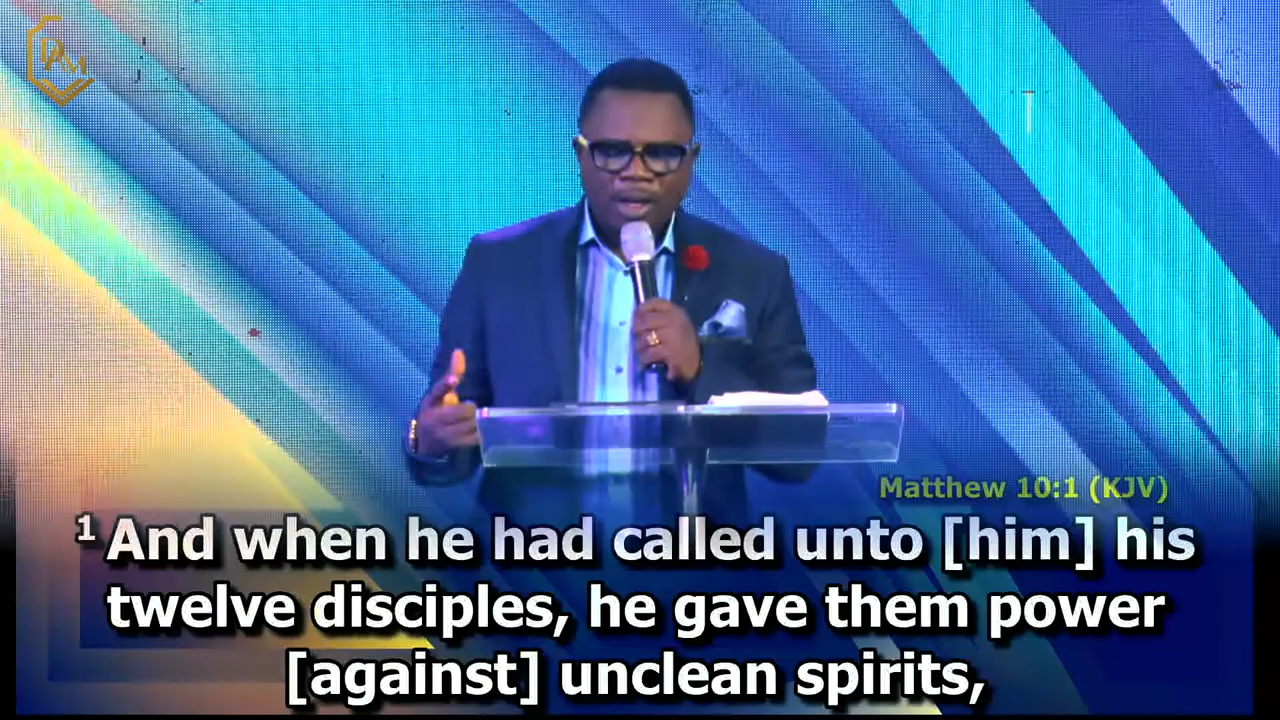 IAM
Matthew 10:1 (KJV)
1 And when he had called unto [him] his
twelve disciples, he gave them power
[against] unclean spirits,